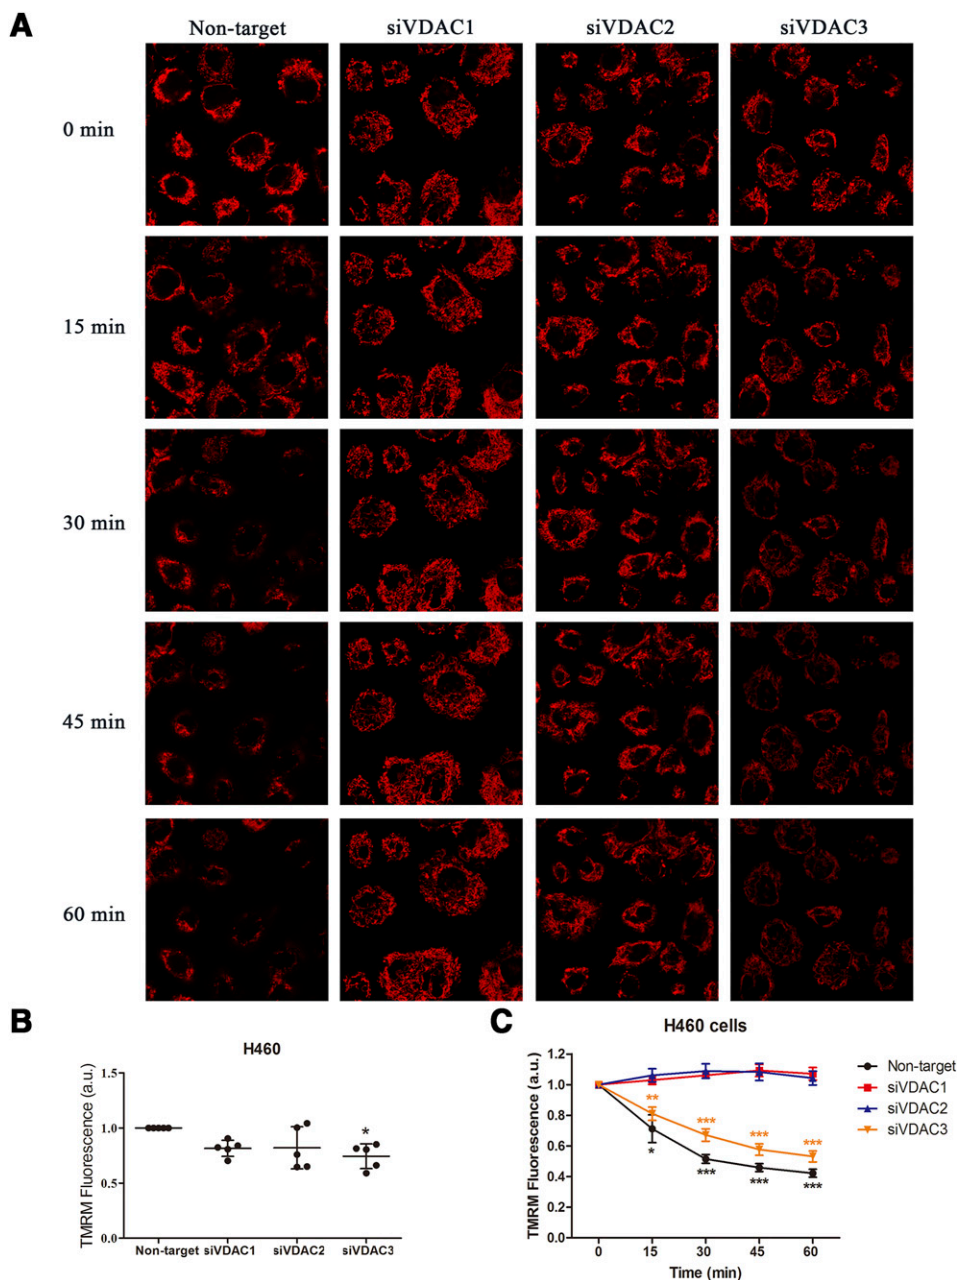 A
Non-target siVDAC1 siVDAC2 siVDAC3
0 min
15 min
30 min
45 min
60 min
B
H460
TMRM Fluorescence (a.u.)
1.5
1.0
0.5
0.0
*
Non-target siVDAC1 siVDAC2 siVDAC3
C
H460 cells
TMRM Fluorescence (a.u.)
1.2
1.0
0.8
0.6
0.4
0.2
0.0
** *** *** ***
* *** *** ***
0 15 30 45 60
Time (min)
Non-target
siVDAC1
siVDAC2
siVDAC3